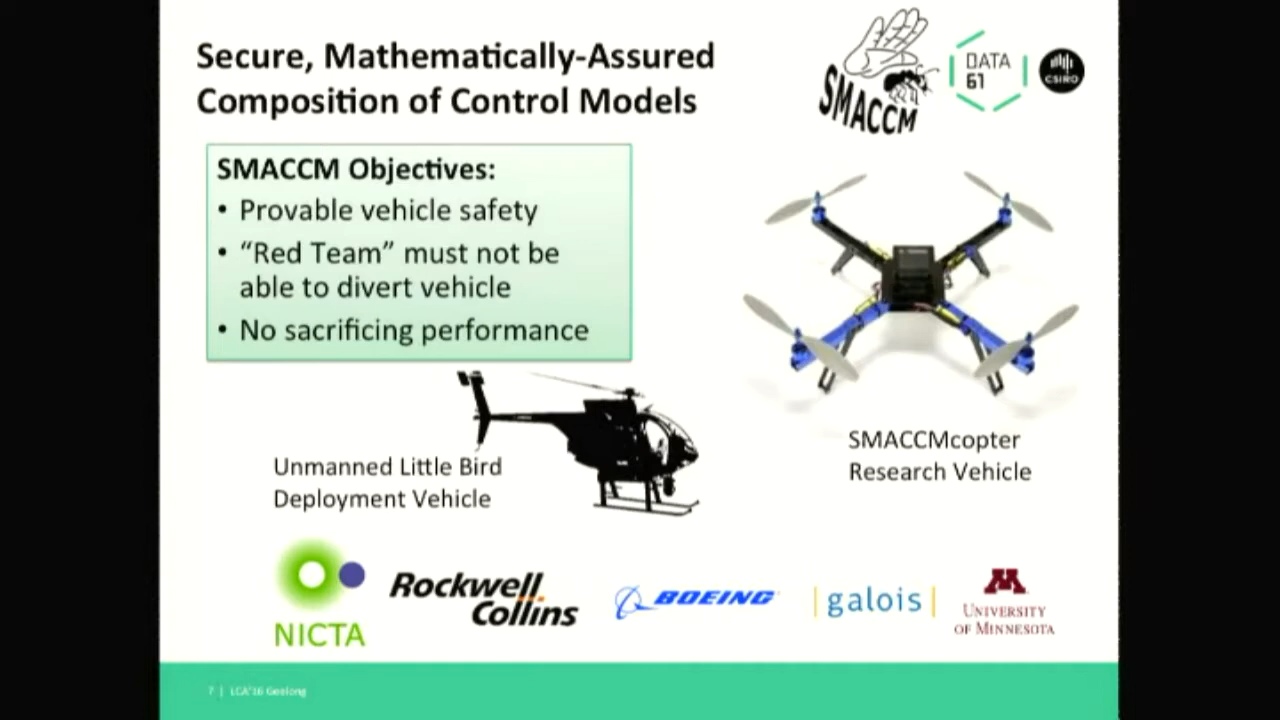 Secure, Mathematically-Assured
Composition of Control Models
SMACCM
DATA
61
CSIRO
SMACCM Objectives:
• Provable vehicle safety
• “Red Team” must not be
able to divert vehicle
• No sacrificing performance
SMACCMcopter
Research Vehicle
Unmanned Little Bird
Deployment Vehicle
NICTA
Rockwell
Collins
BOEING
galois
UNIVERSITY
OF MINNESOTA
7 | LCA'16 Geelong